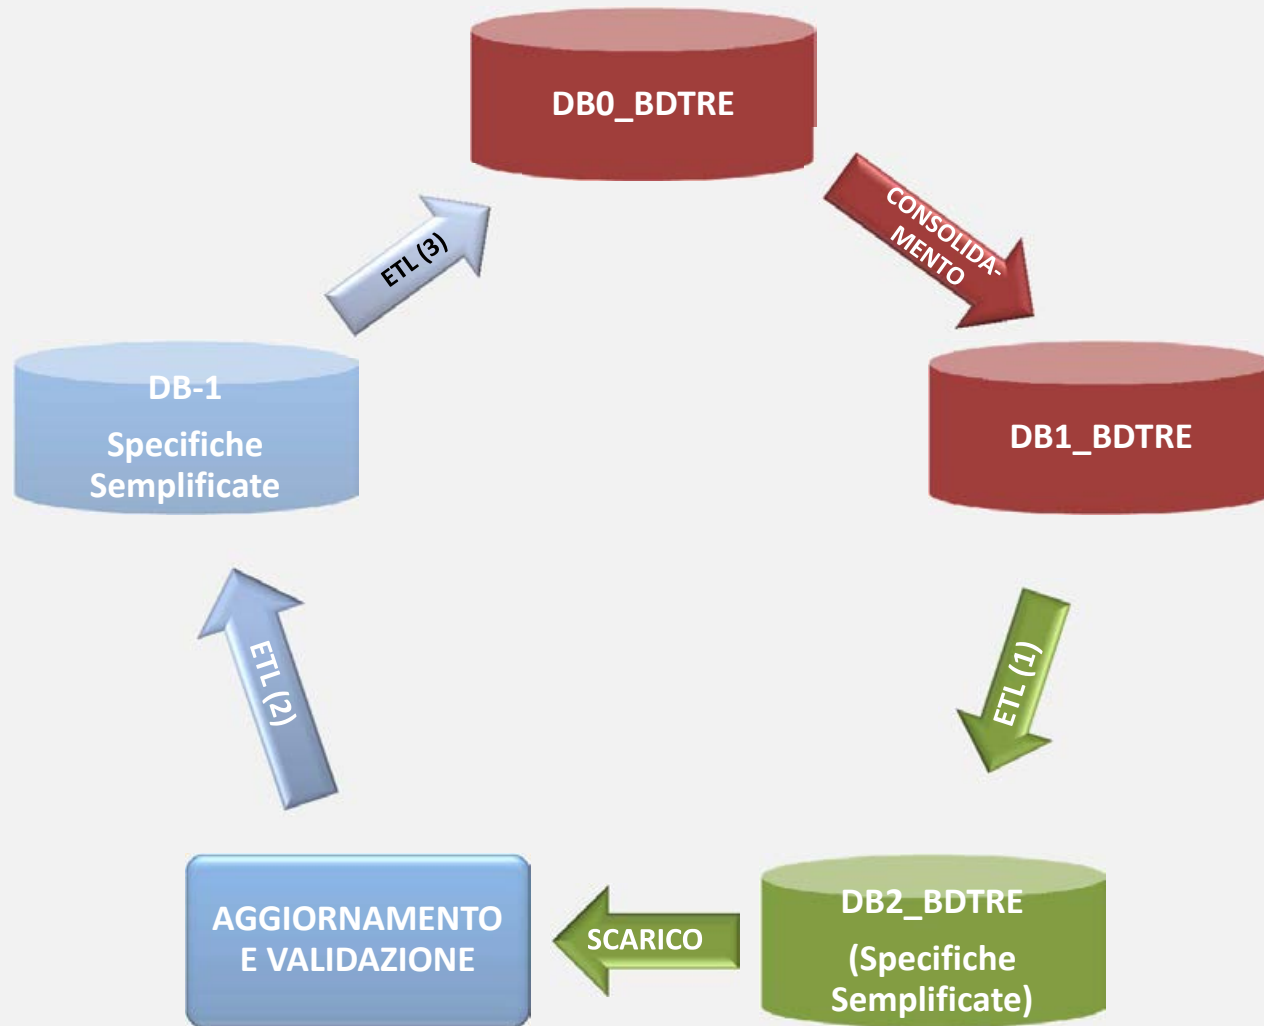 DB0_BDTRE
CONSOLIDA-
MENTO
ETL (3)
DB-1
Specifiche
Semplificate
DB1_BDTRE
ETL (2)
ETL (1)
AGGIORNAMENTO
E VALIDAZIONE
SCARICO
DB2_BDTRE
(Specifiche
Semplificate)